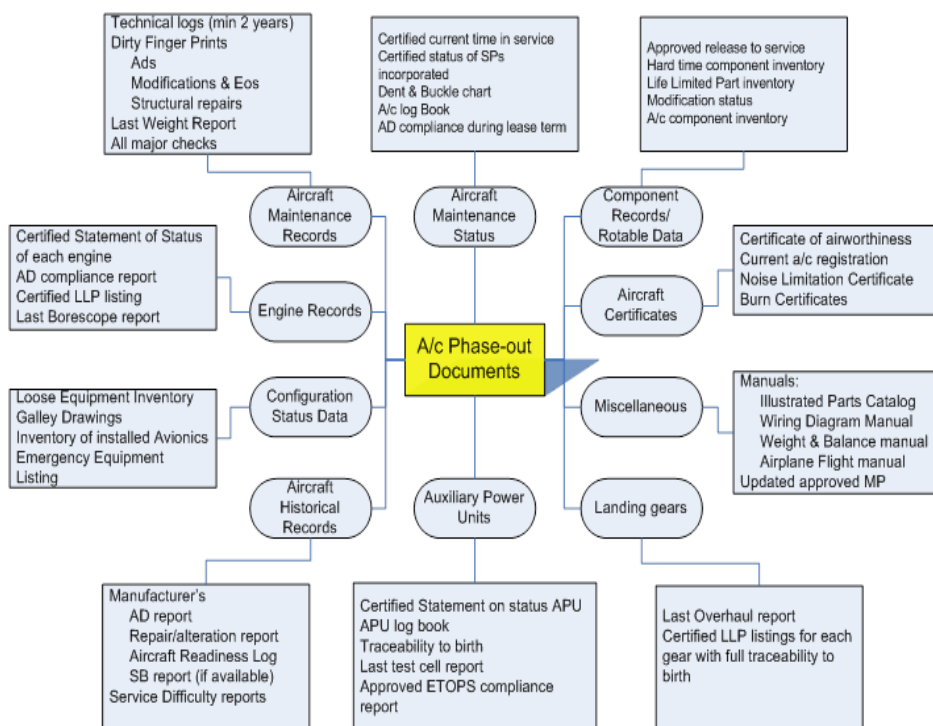 Technical logs (min 2 years)
Dirty Finger Prints
Ads
Modifications & Eos
Structural repairs
Last Weight Report
All major checks
Certified current time in service
Certified status of SPs
incorporated
Dent & Buckle chart
A/c log Book
AD compliance during lease term
Approved release to service
Hard time component inventory
Life Limited Part inventory
Modification status
A/c component inventory
Aircraft
Maintenance
Records
Aircraft
Maintenance
Status
Component
Records/
Rotable Data
Certified Statement of Status
of each engine
AD compliance report
Certified LLP listing
Last Borescope report
Engine Records
Aircraft
Certificates
Certificate of airworthiness
Current a/c registration
Noise Limitation Certificate
Burn Certificates
A/c Phase-out
Documents
Loose Equipment Inventory
Galley Drawings
Inventory of installed Avionics
Emergency Equipment
Listing
Configuration
Status Data
Miscellaneous
Manuals:
Illustrated Parts Catalog
Wiring Diagram Manual
Weight & Balance manual
Airplane Flight manual
Updated approved MP
Aircraft
Historical
Records
Auxiliary Power
Units
Landing gears
Manufacturer's
AD report
Repair/alteration report
Aircraft Readiness Log
SB report (if available)
Service Difficulty reports
Certified Statement on status APU
APU log book
Traceability to birth
Last test cell report
Approved ETOPS compliance
report
Last Overhaul report
Certified LLP listings for each
gear with full traceability to
birth